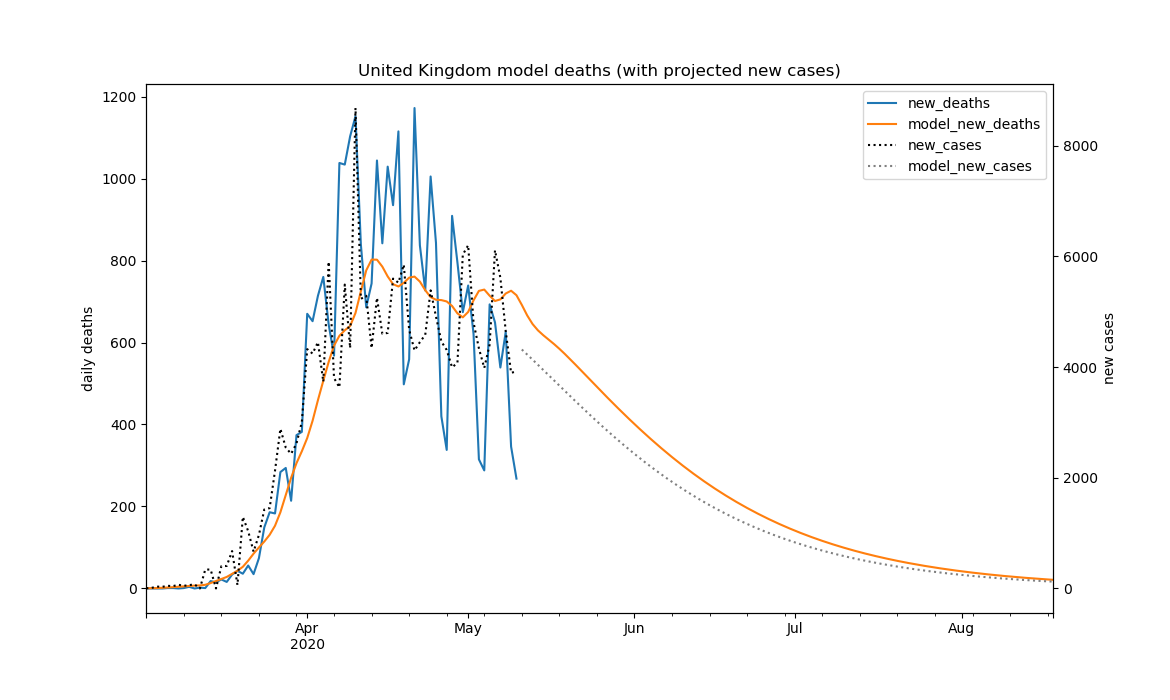 United Kingdom model deaths (with projected new cases)
new_deaths
model_new_deaths
new_cases
model_new_cases
1200
1000
800
600
400
200
0
daily deaths
8000
6000
4000
2000
0
new cases
Apr
2020
May
Jun
Jul
Aug